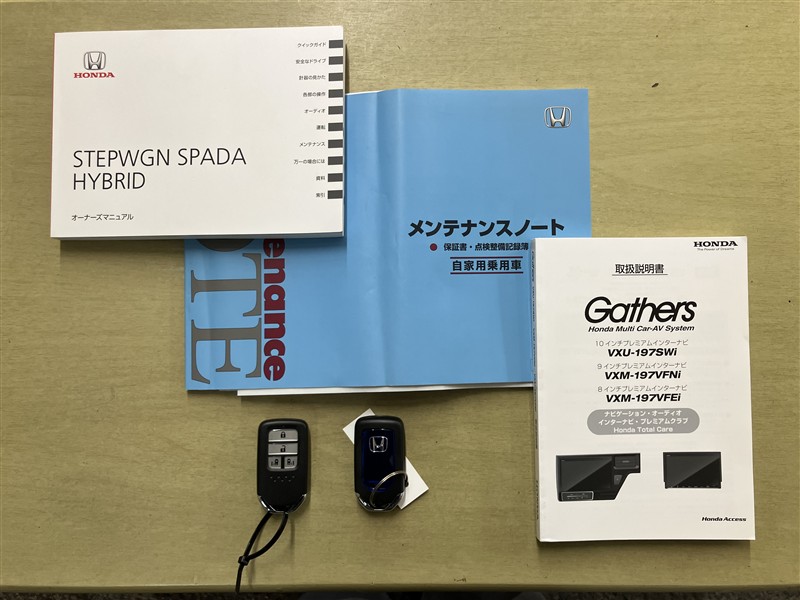 HONDA
STEPWGN SPADA
HYBRID
オーナーズマニュアル
クイックガイド
安全なドライブ
計器の見かた
各部の操作
オーディオ
運転
メンテナンス
万一の場合には
資料
索引
メンテナンスノート
● 保証書・点検整備記録簿
自家用乗用車
enance
OTE
HONDA
The Power of Dreams
取扱説明書
Gathers
Honda Multi Car-AV System
10インチプレミアムインターナビ
VXU-197SWi
9インチプレミアムインターナビ
VXM-197VFNi
8インチプレミアムインターナビ
VXM-197VFEi
ナビゲーション・オーディオ
インターナビ・プレミアムクラブ
Honda Total Care
Honda Access